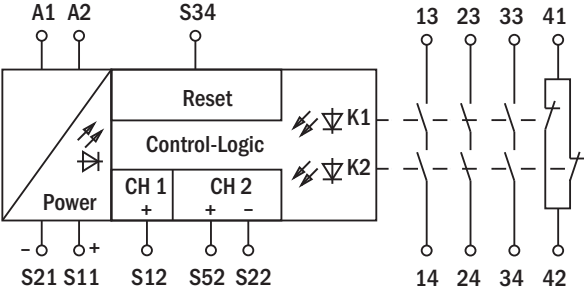 A1 A2 S34 13 23 33 41
Reset
K1
Control-Logic
K2
CH 1 CH 2
Power + + –
– +
S21 S11 S12 S52 S22 14 24 34 42